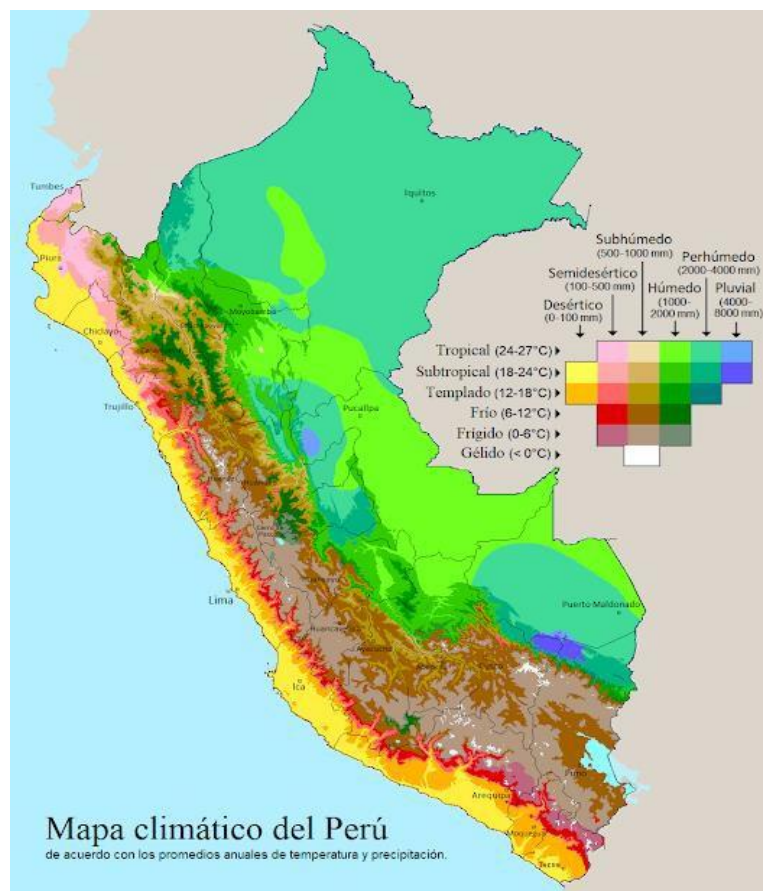 Tumbes
Iquitos
Piura
Moyobamba
Chiclayo
Trujillo
Pucallpa
Lima
Huancavelica
Ayacucho
Puerto Maldonado
Ica
Puno
Arequipa
Moquegua
Tacna
Subhúmedo
(500-1000 mm)
Perhúmedo
(2000-4000 mm)
Semidesértico
(100-500 mm)
Húmedo
(1000-
2000 mm)
Pluvial
(4000-
8000 mm)
Desértico
(0-100 mm)
Tropical (24-27°C)
Subtropical (18-24°C)
Templado (12-18°C)
Frío (6-12°C)
Frígido (0-6°C)
Gélido (< 0°C)
Mapa climático del Perú
de acuerdo con los promedios anuales de temperatura y precipitación.